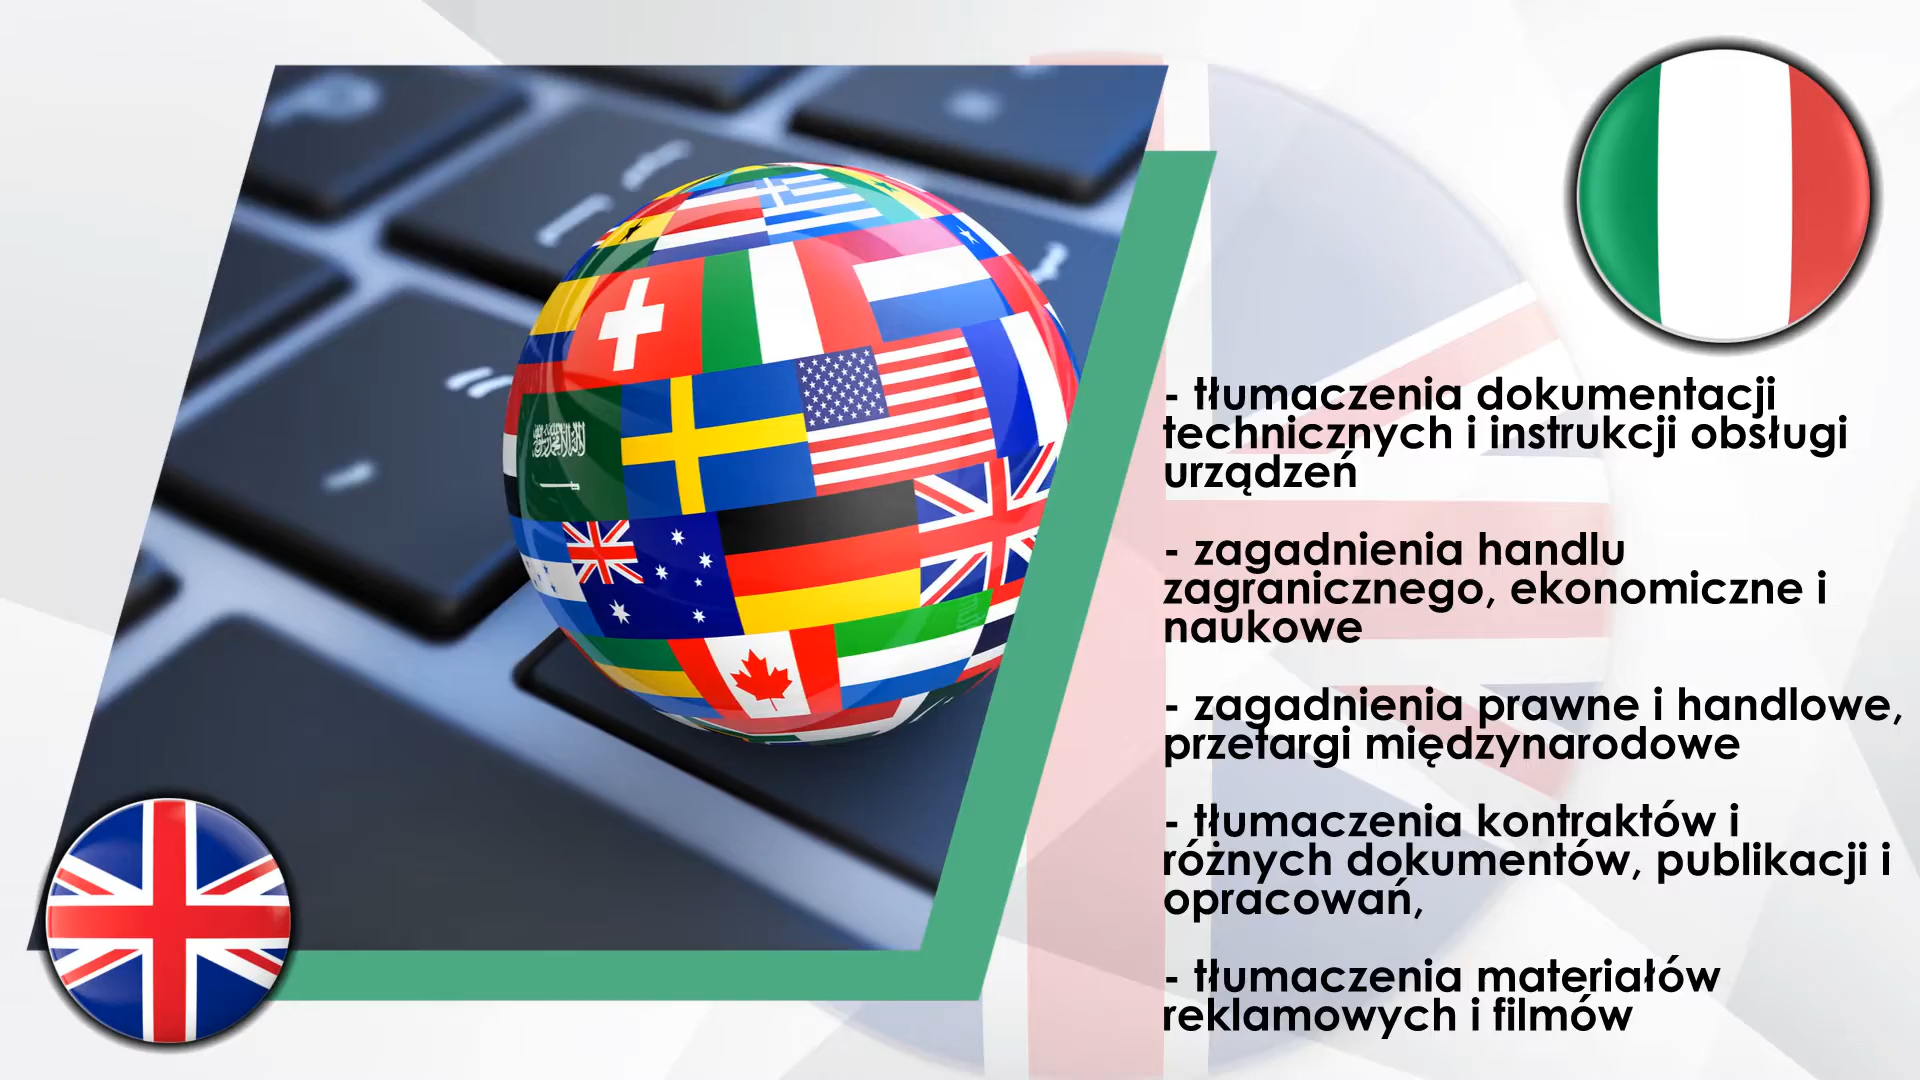 - tłumaczenia dokumentacji
technicznych i instrukcji obsługi
urządzeń
- zagadnienia handlu
zagranicznego, ekonomiczne i
naukowe
- zagadnienia prawne i handlowe,
przetargi międzynarodowe
- tłumaczenia kontraktów i
różnych dokumentów, publikacji i
opracowań,
- tłumaczenia materiałów
reklamowych i filmów